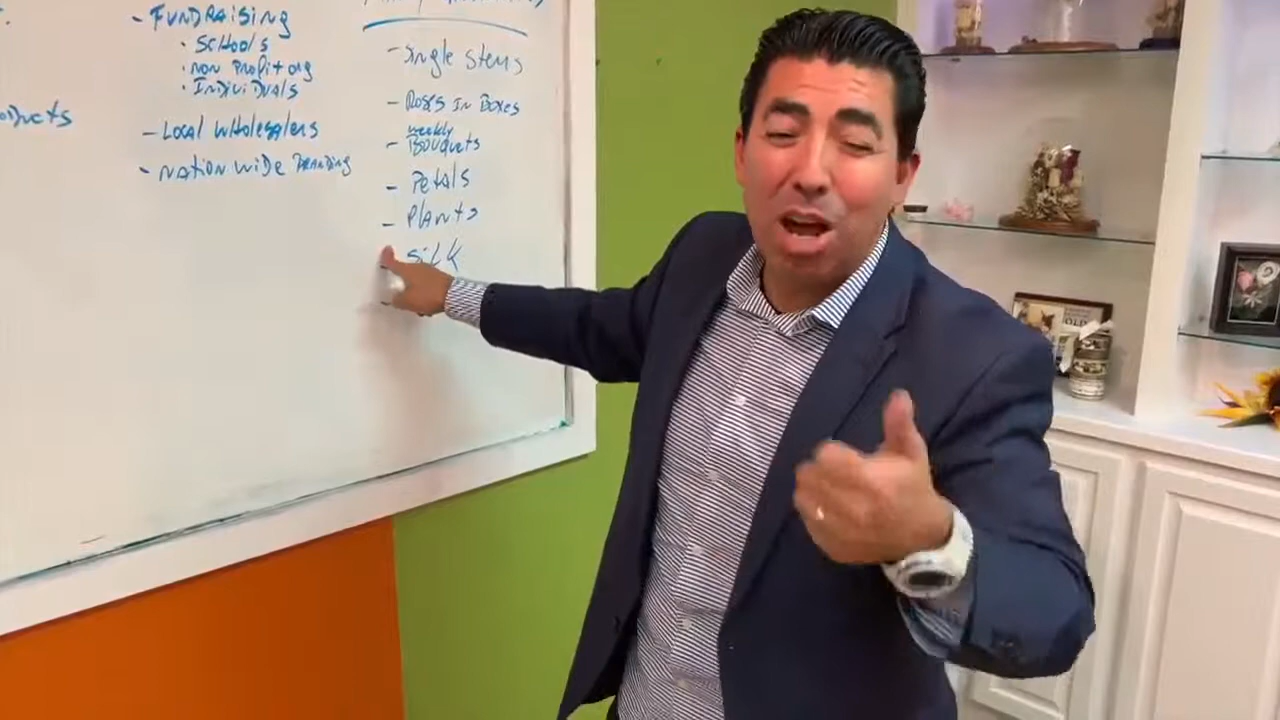 oducts
- FUNDRAISING
· SCHOOLS
· NON PROFIT ORG
· INDIVIDUALS
- LOCAL WHOLESALERS
- NATION WIDE BRANDING
- Single Stems
- ROSES IN BOXES
weekly
- BOUQUETS
- PETALS
- PLANTS
SILK
OLD